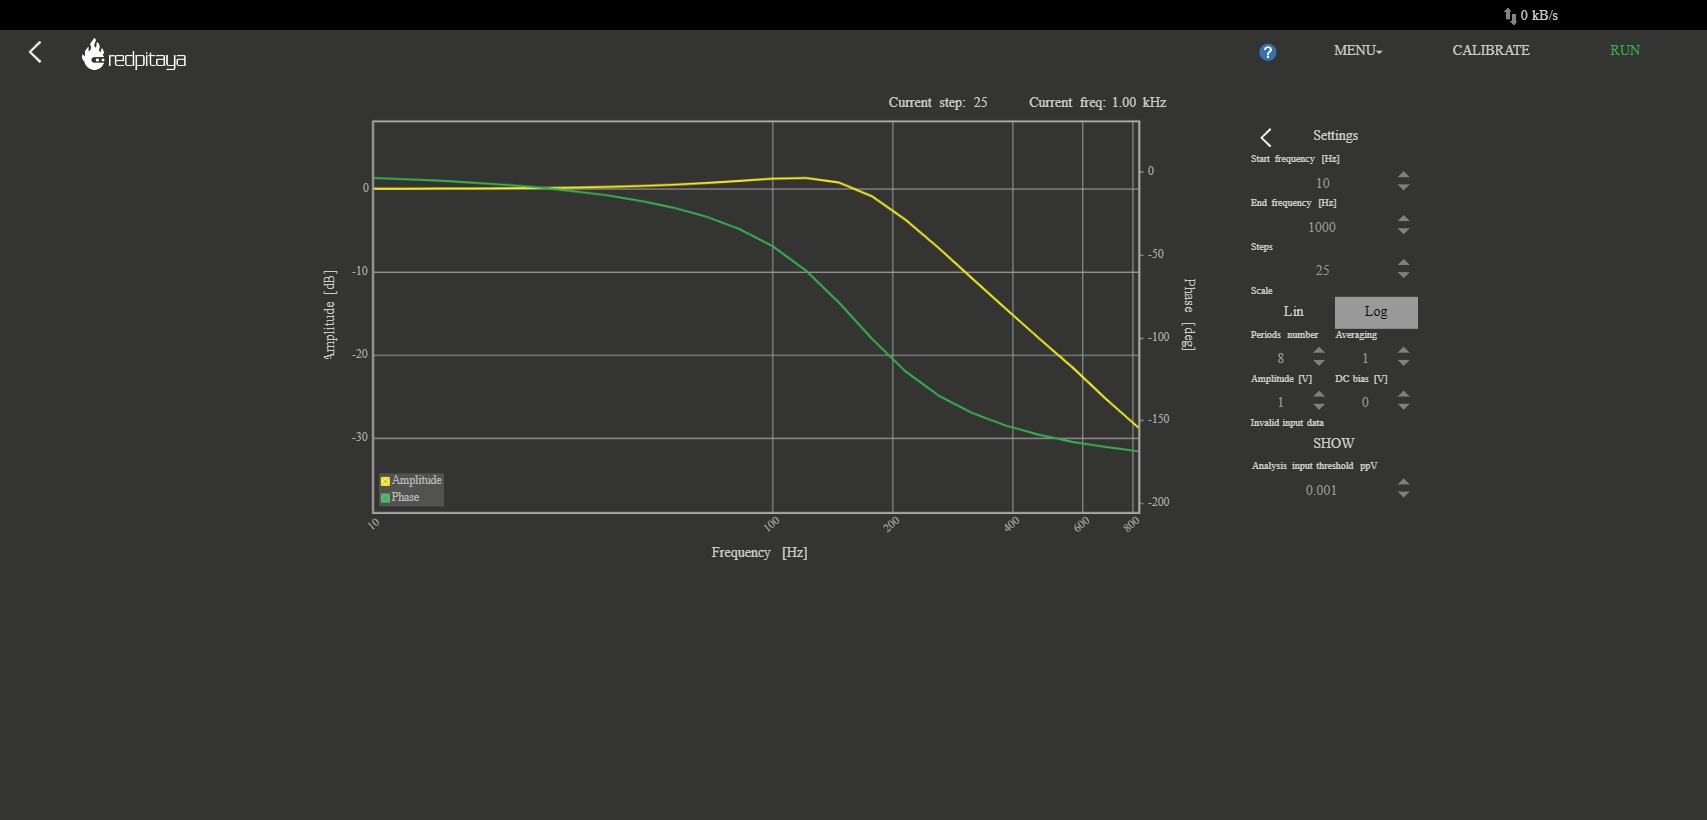 0 kB/s
redpitaya
?
MENU
CALIBRATE
RUN
Current step: 25 Current freq: 1.00 kHz
Amplitude [dB]
0
-10
-20
-30
Amplitude
Phase
0
-50
-100
-150
-200
Phase [deg]
10
100
200
400
600
800
Frequency [Hz]
Settings
Start frequency [Hz]
10
End frequency [Hz]
1000
Steps
25
Scale
Lin Log
Periods number Averaging
8 1
Amplitude [V] DC bias [V]
1 0
Invalid input data
SHOW
Analysis input threshold ppV
0.001